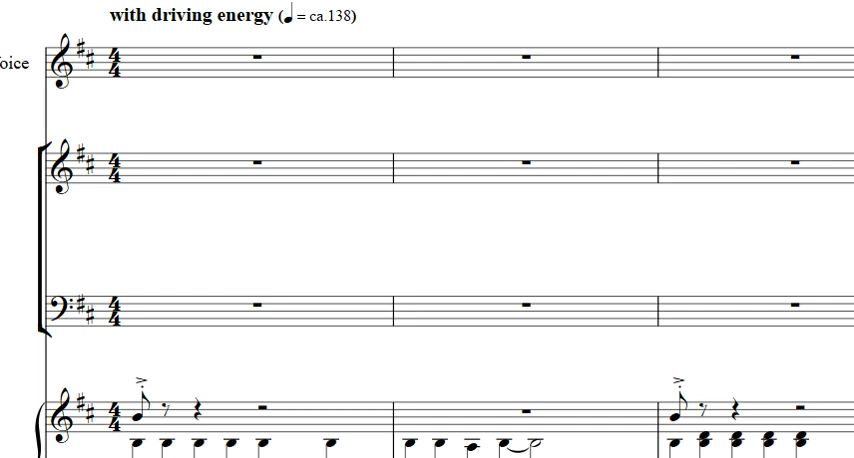 with driving energy (♩ = ca.138)
oice